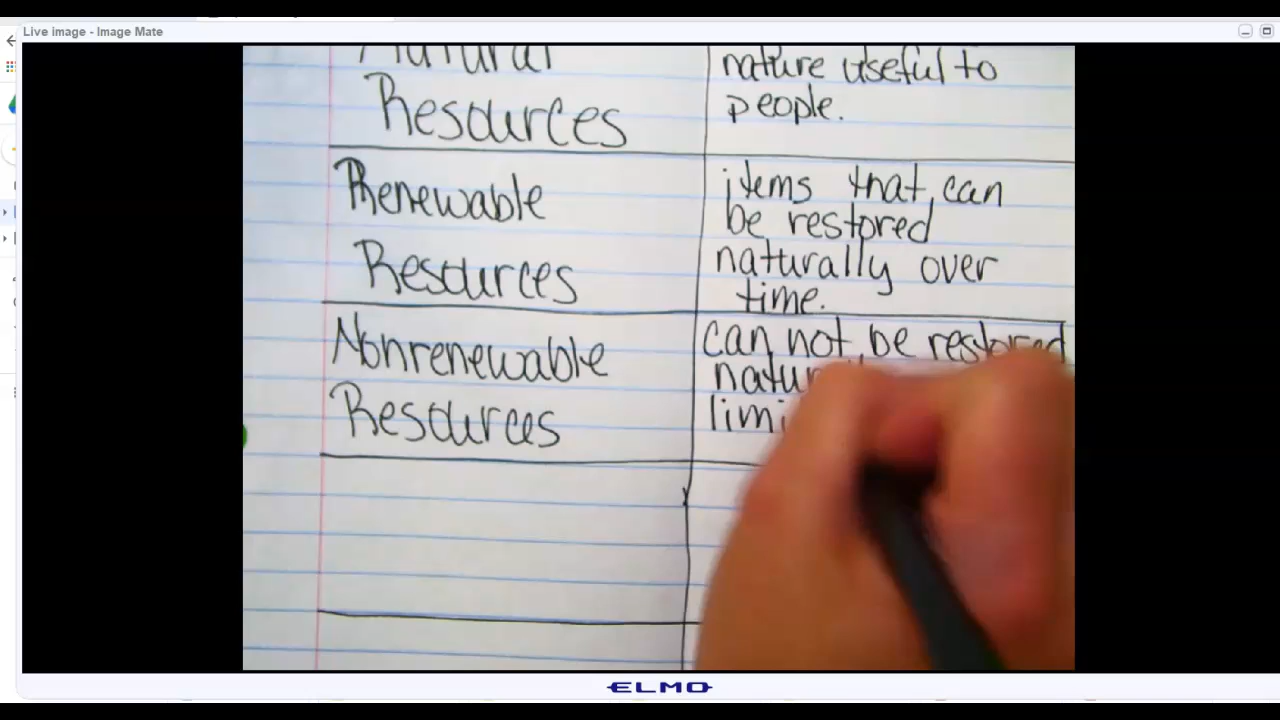 Live image - Image Mate
Natural
Resources
nature useful to
people.
Renewable
Resources
items that can
be restored
naturally over
time.
Nonrenewable
Resources
can not be restored
ELMO